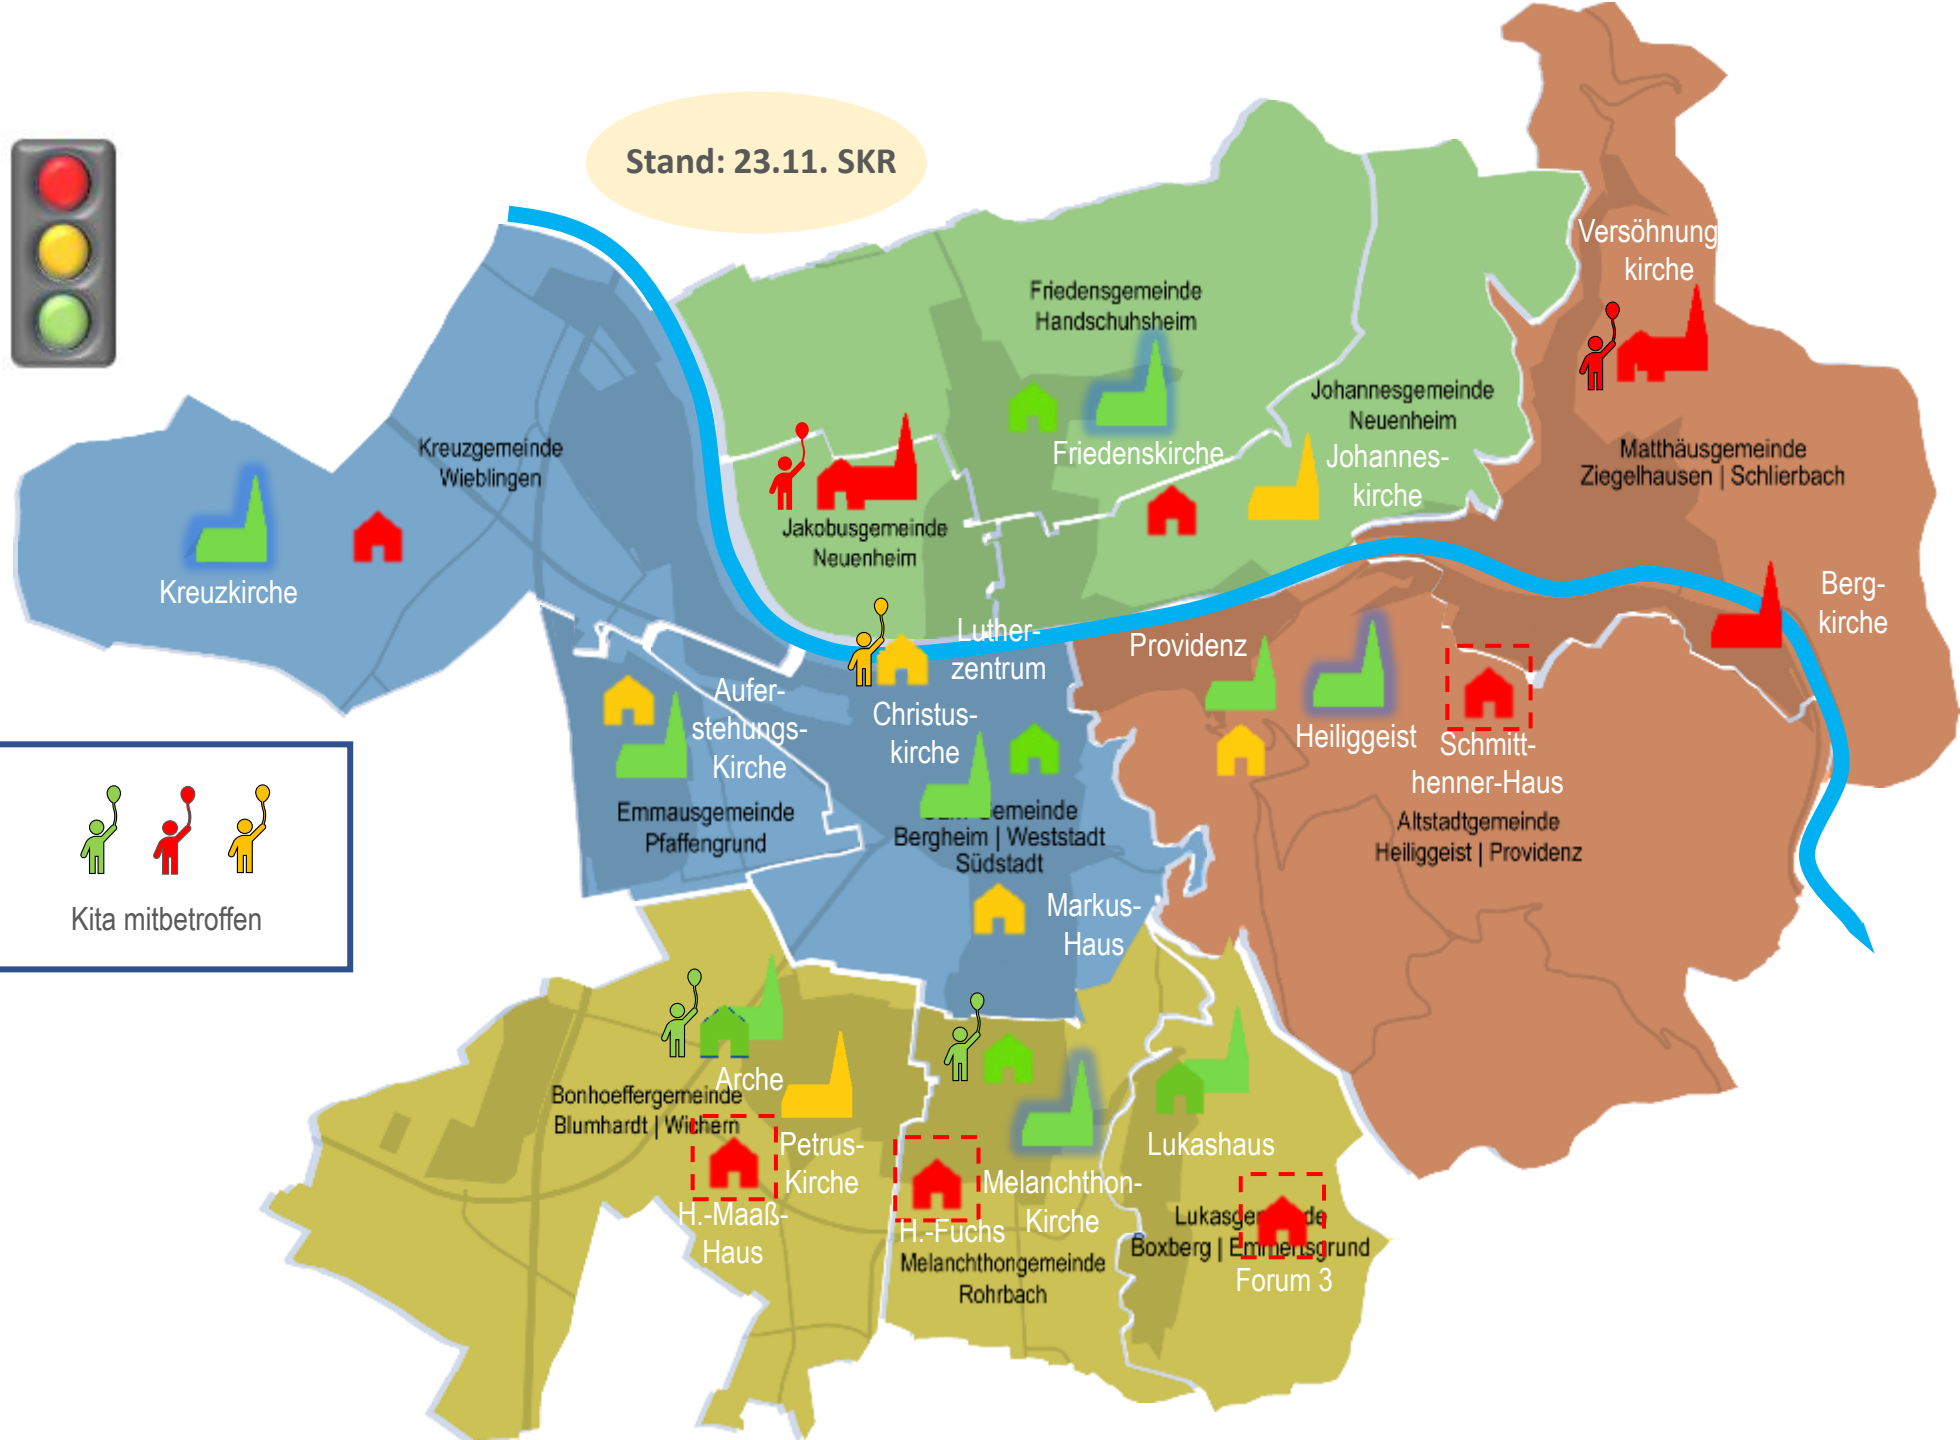 Stand: 23.11. SKR
Versöhnung
kirche
Friedensgemeinde
Handschuhsheim
Johannesgemeinde
Neuenheim
Friedenskirche
Johannes-
kirche
Matthäusgemeinde
Ziegelhausen | Schlierbach
Kreuzgemeinde
Wieblingen
Kreuzkirche
Jakobusgemeinde
Neuenheim
Berg-
kirche
Luther-
zentrum
Providenz
Heiliggeist
Schmitt-
henner-Haus
Altstadtgemeinde
Heiliggeist | Providenz
Aufer-
stehungs-
Kirche
Christus-
kirche
Emmausgemeinde
Pfaffengrund
Gemeinde
Bergheim | Weststadt
Südstadt
Markus-
Haus
Kita mitbetroffen
Arche
Bonhoeffergemeinde
Blumhardt | Wichern
Petrus-
Kirche
H.-Maaß-
Haus
H.-Fuchs
Melanchthon-
Kirche
Melanchthongemeinde
Rohrbach
Lukashaus
Boxberg | Emmertsgrund
Forum 3